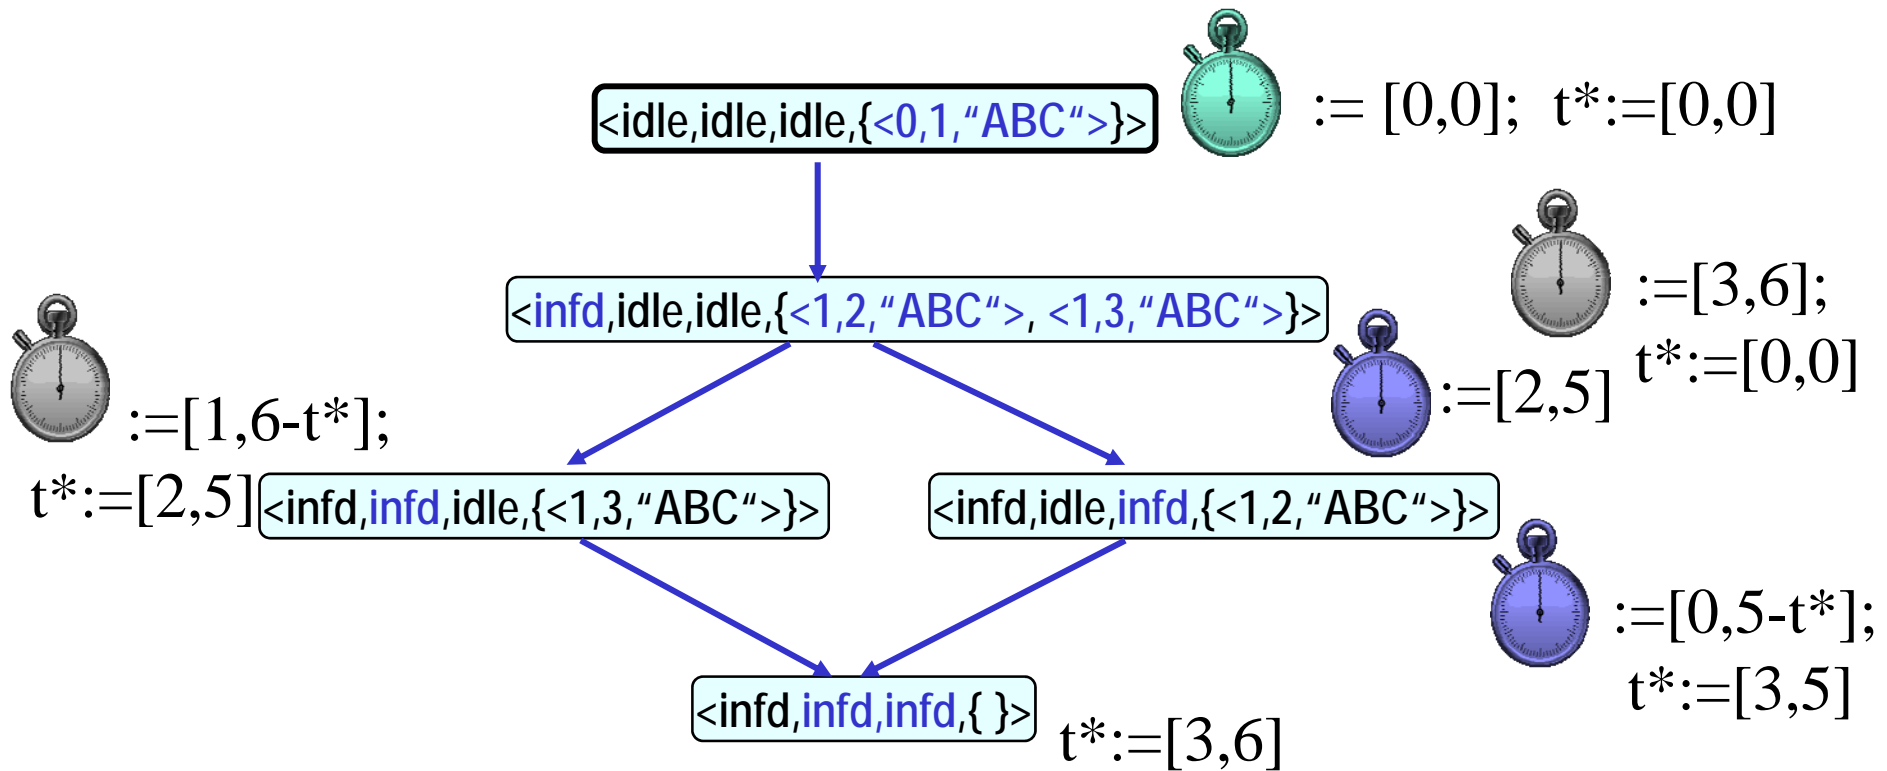 <idle,idle,idle,{<0,1,“ABC“>}>
:= [0,0]; t*:=[0,0]
<infd,idle,idle,{<1,2,“ABC“>, <1,3,“ABC“>}>
:=[3,6];
t*:=[0,0]
:=[2,5]
:=[1,6-t*];
t*:=[2,5]
<infd,infd,idle,{<1,3,“ABC“>}>
<infd,idle,infd,{<1,2,“ABC“>}>
:=[0,5-t*];
t*:=[3,5]
<infd,infd,infd,{ }>
t*:=[3,6]